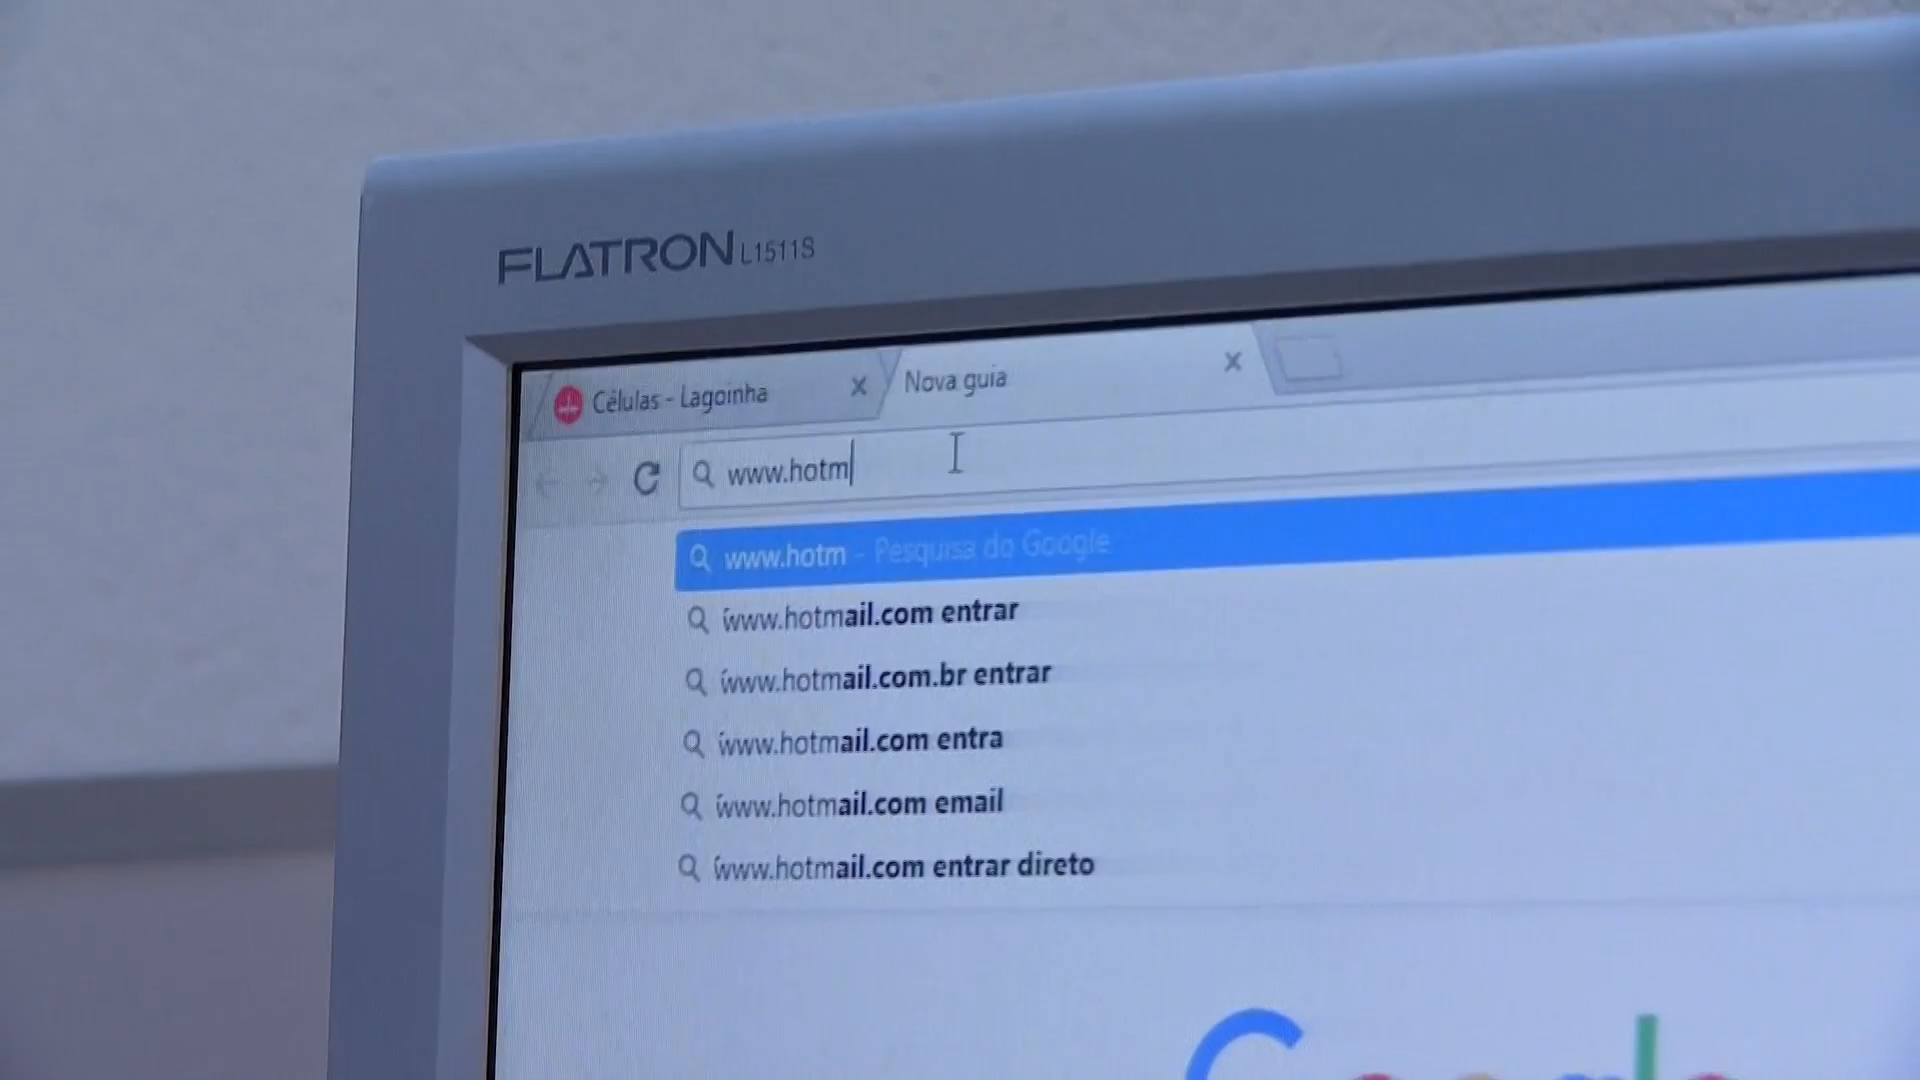 FLATRON L1511S
Células - Lagoinha
Nova guia
www.hotm
www.hotm - Pesquisa do Google
www.hotmail.com entrar
www.hotmail.com.br entrar
www.hotmail.com entra
www.hotmail.com email
www.hotmail.com entrar direto
Google